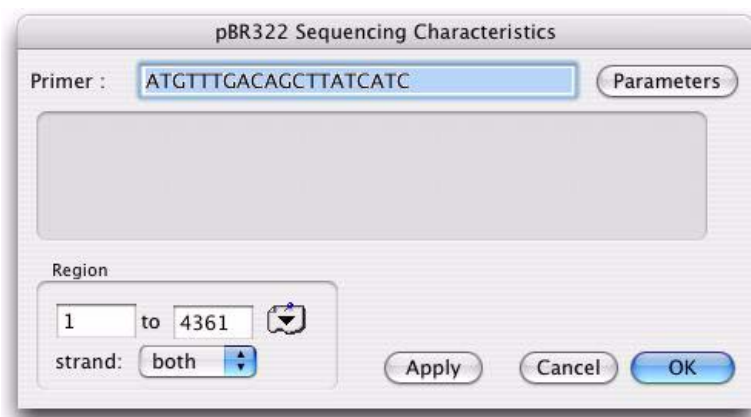 pBR322 Sequencing Characteristics
Primer : ATGTTTGACAGCTTATCATC Parameters
Region
1 to 4361
strand: both
Apply Cancel OK